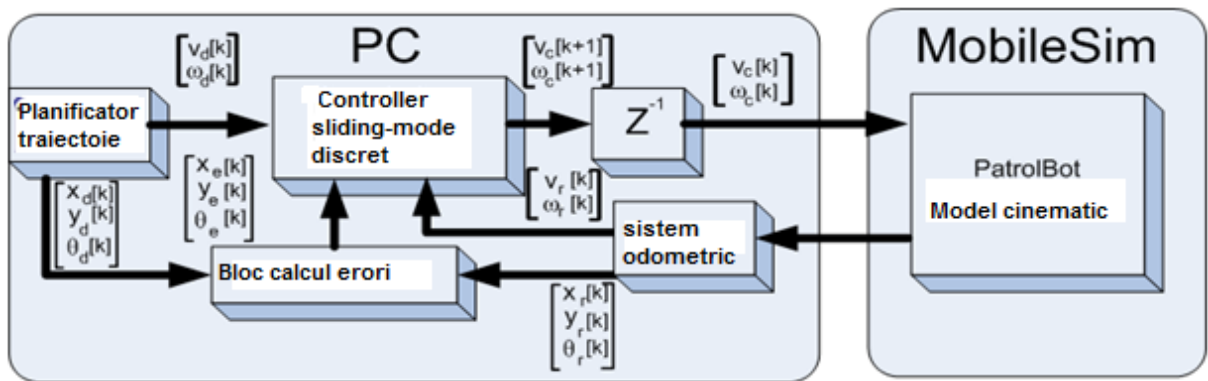 PC
MobileSim
v_d[k]
ω_d[k]
v_c[k+1]
ω_c[k+1]
v_c[k]
ω_c[k]
Planificator
traiectoie
Controller
sliding-mode
discret
Z^-1
PatrolBot
Model cinematic
x_d[k]
y_d[k]
θ_d[k]
x_e[k]
y_e[k]
θ_e[k]
v_r[k]
ω_r[k]
sistem
odometric
Bloc calcul erori
x_r[k]
y_r[k]
θ_r[k]